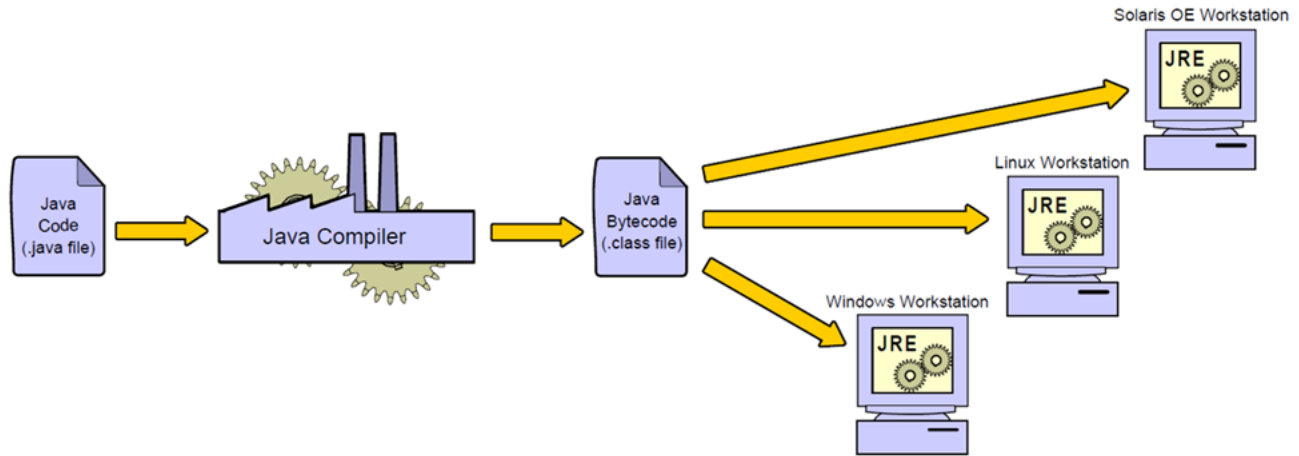 Solaris OE Workstation
JRE
Linux Workstation
JRE
Java
Code
(.java file)
Java Compiler
Java
Bytecode
(.class file)
Windows Workstation
JRE